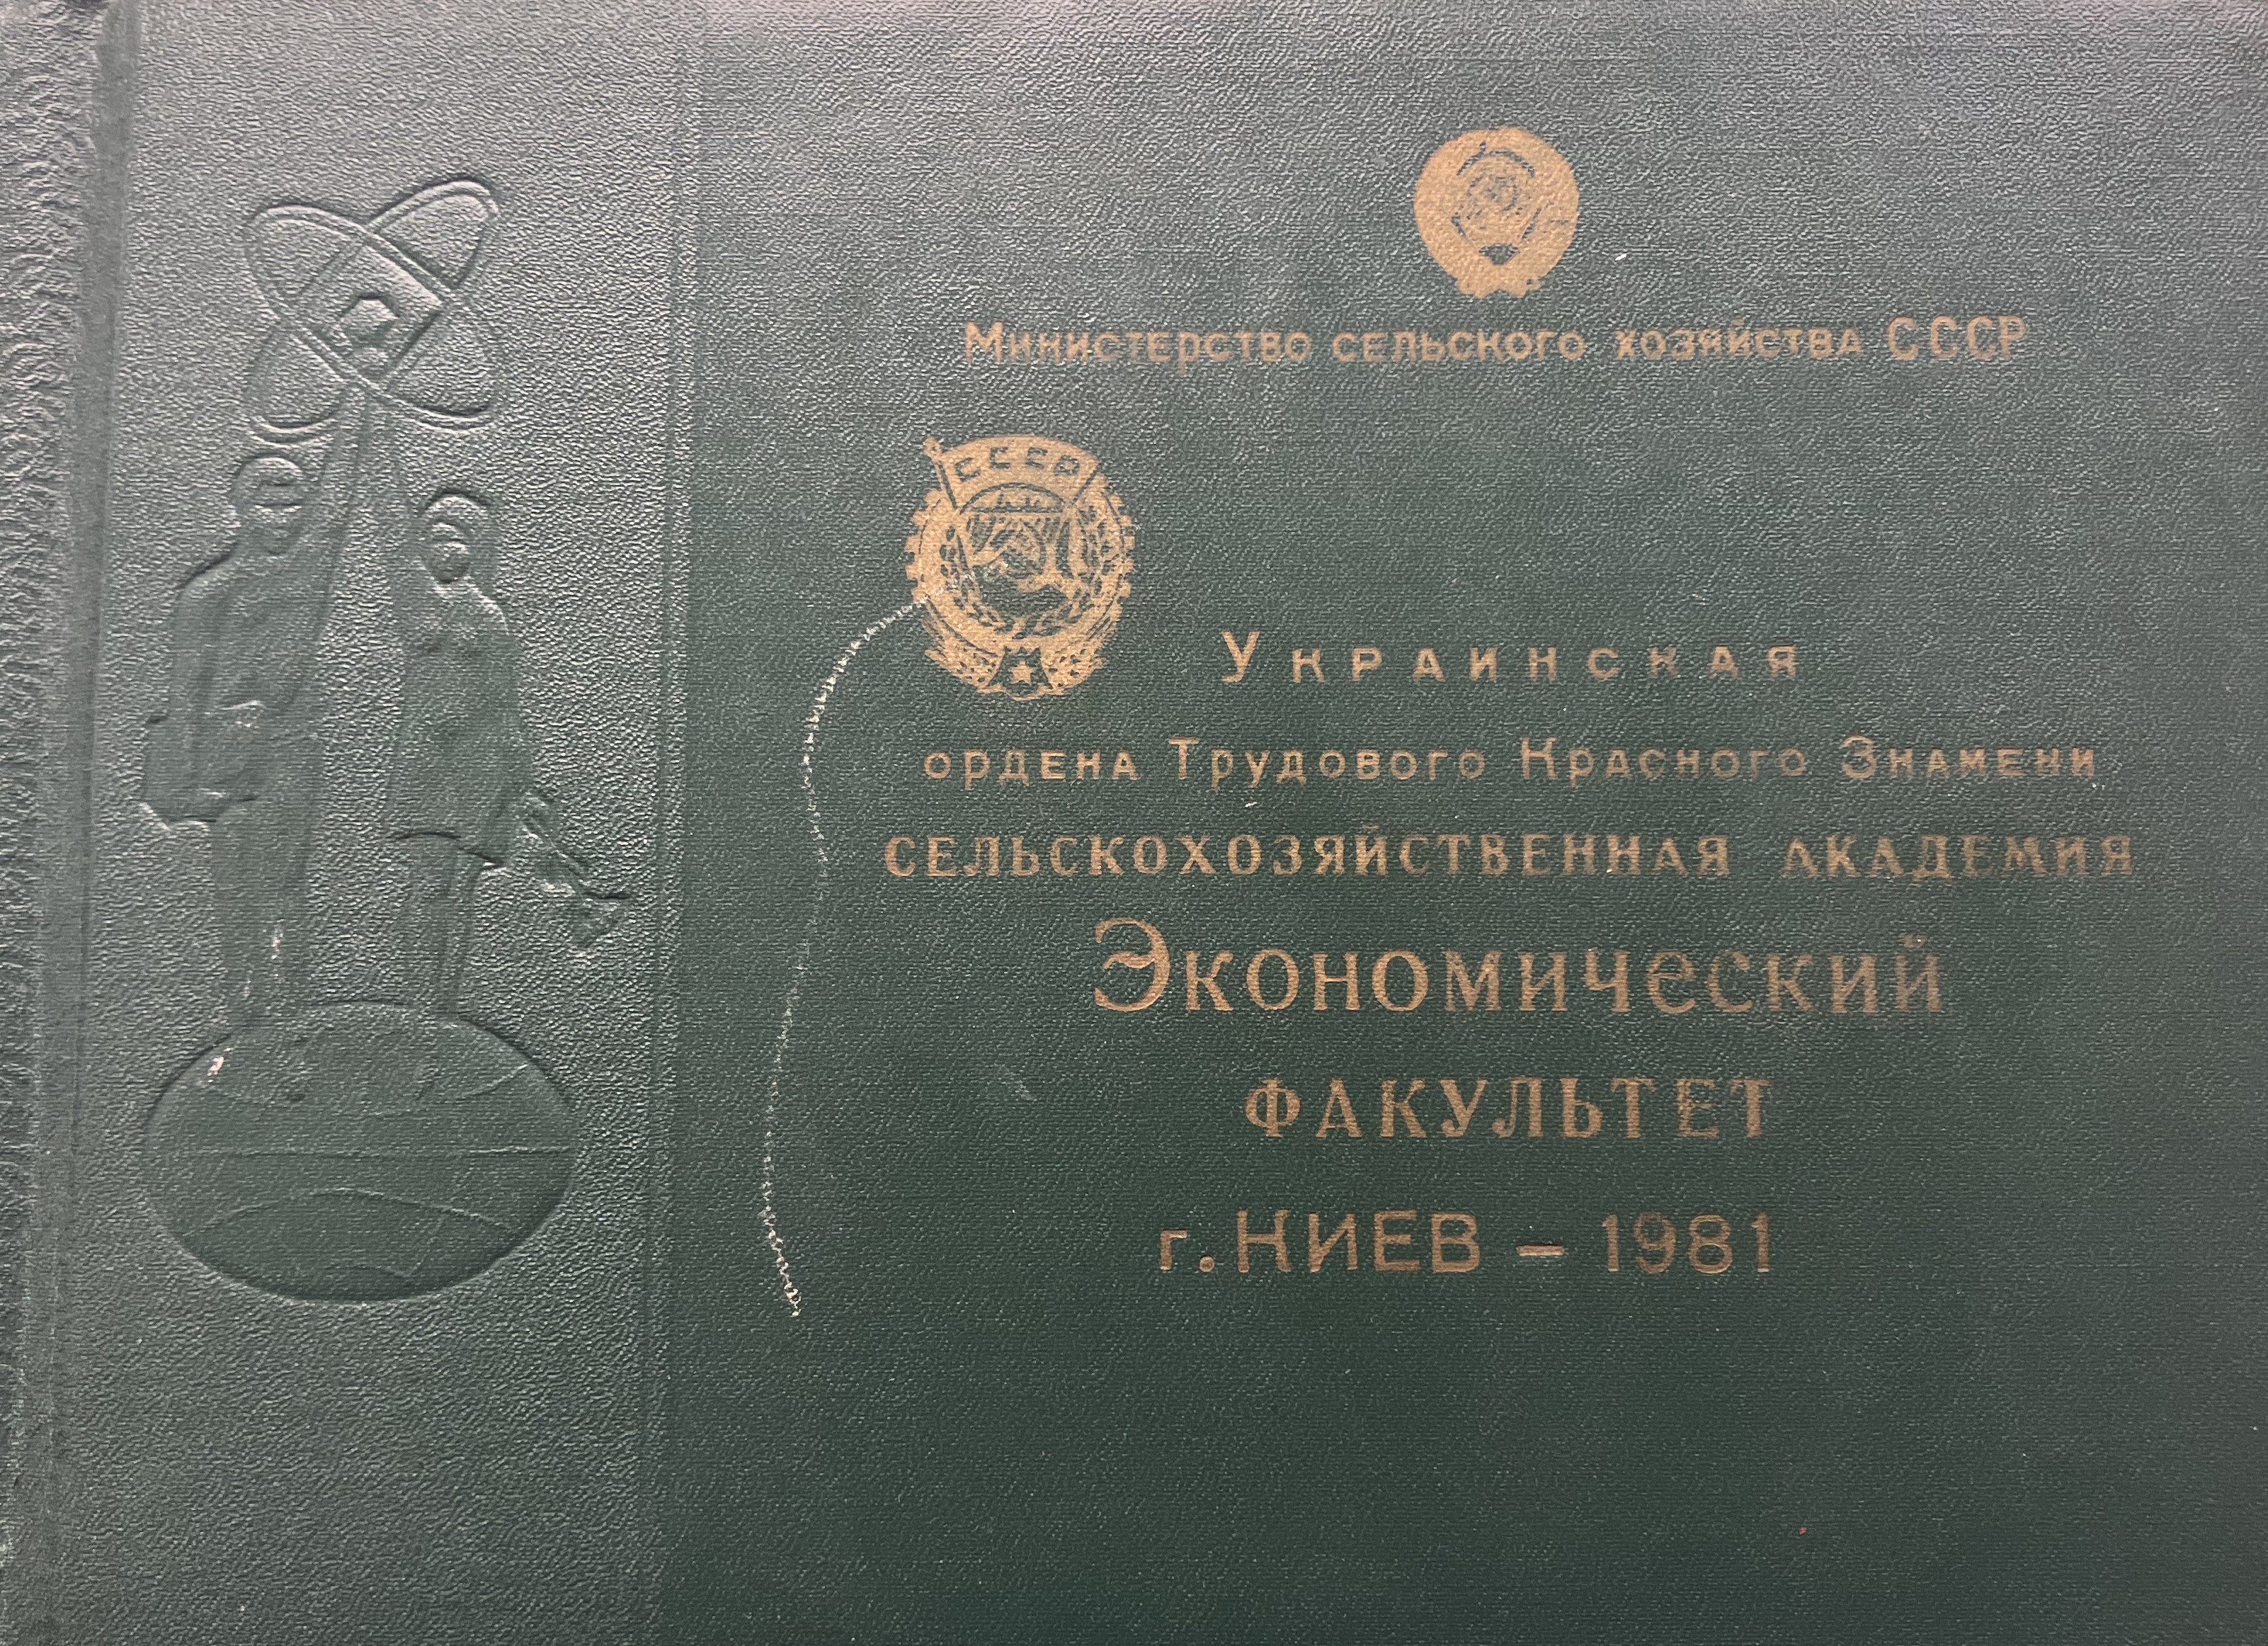 Министерство сельского хозяйства СССР
СССР
Украинская
ордена Трудового Красного Знамени
сельскохозяйственная академия
Экономический
факультет
г. КИЕВ – 1981